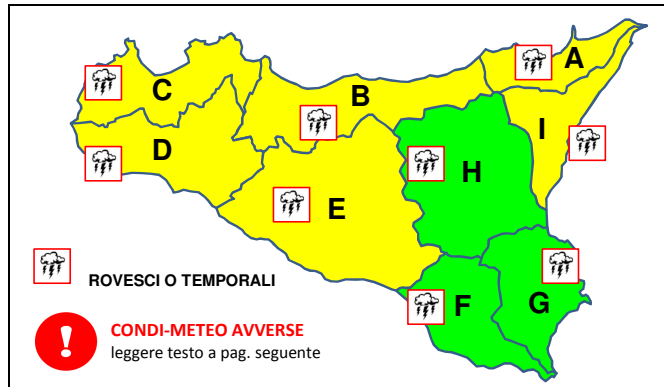 A
B
C
I
D
H
E
ROVESCI O TEMPORALI
F
G
!
CONDI-METEO AVVERSE
leggere testo a pag. seguente